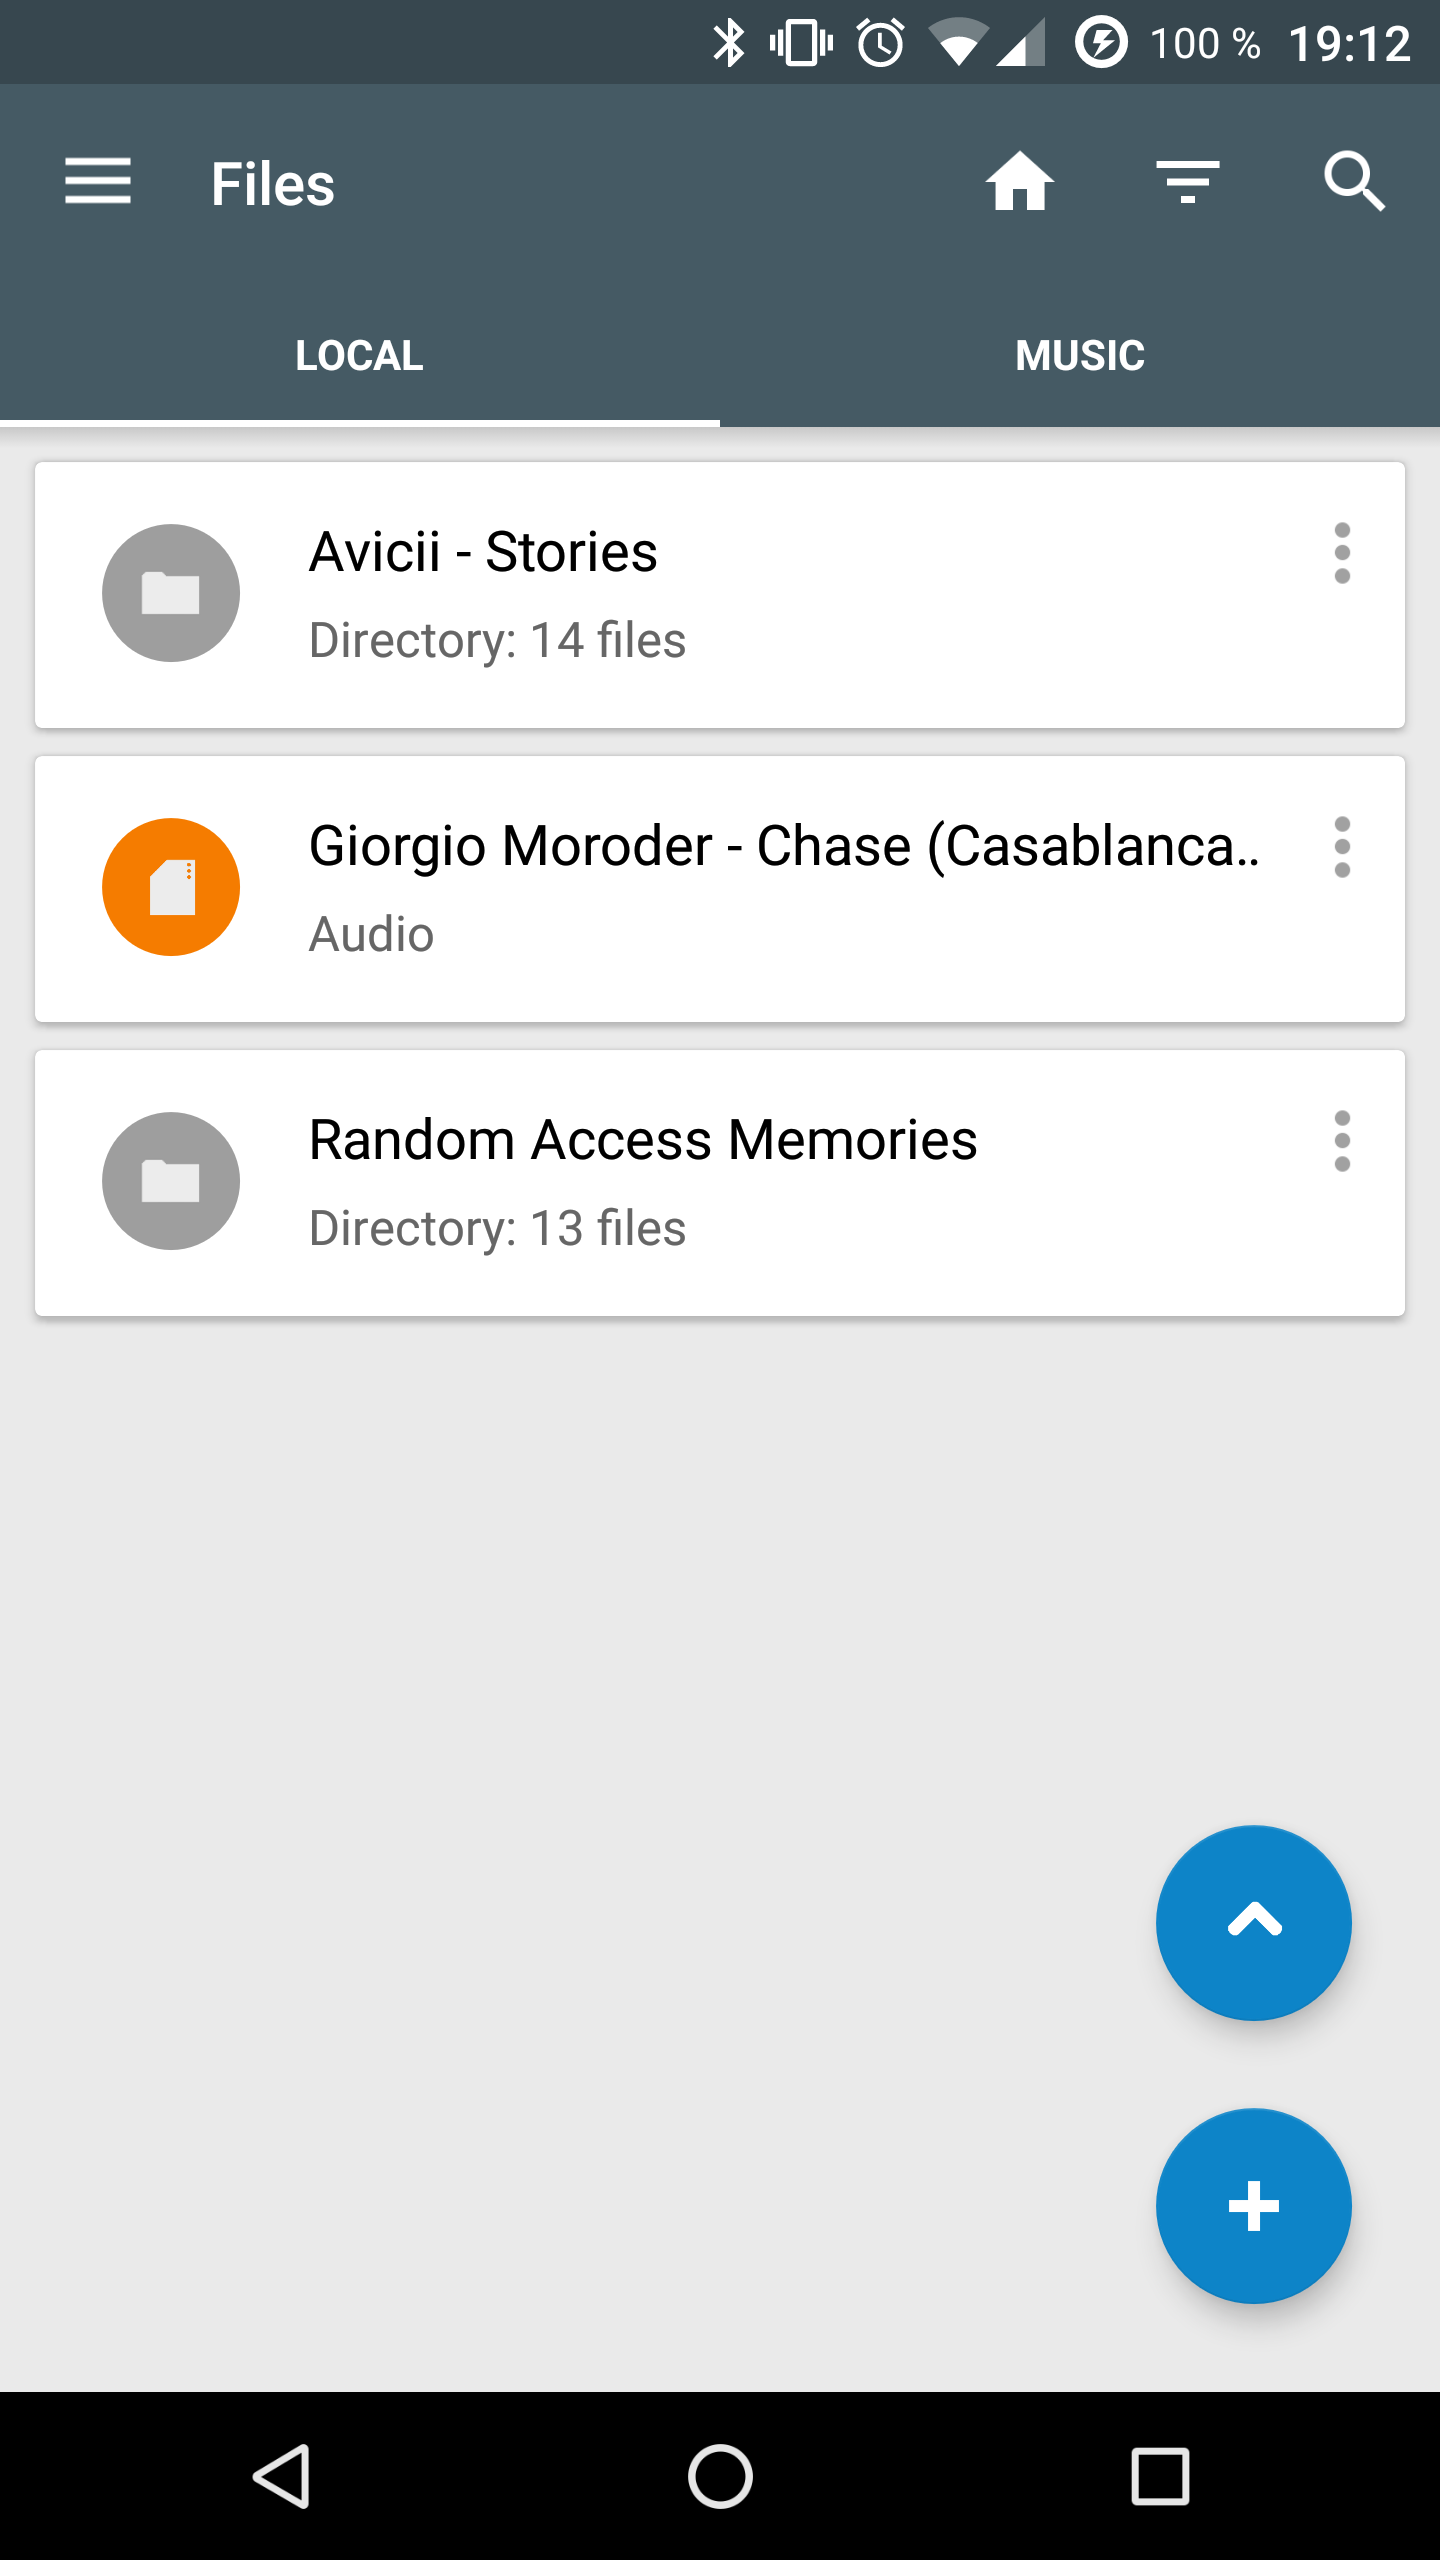 100 % 19:12
Files
LOCAL MUSIC
Avicii - Stories
Directory: 14 files
Giorgio Moroder - Chase (Casablanca..
Audio
Random Access Memories
Directory: 13 files